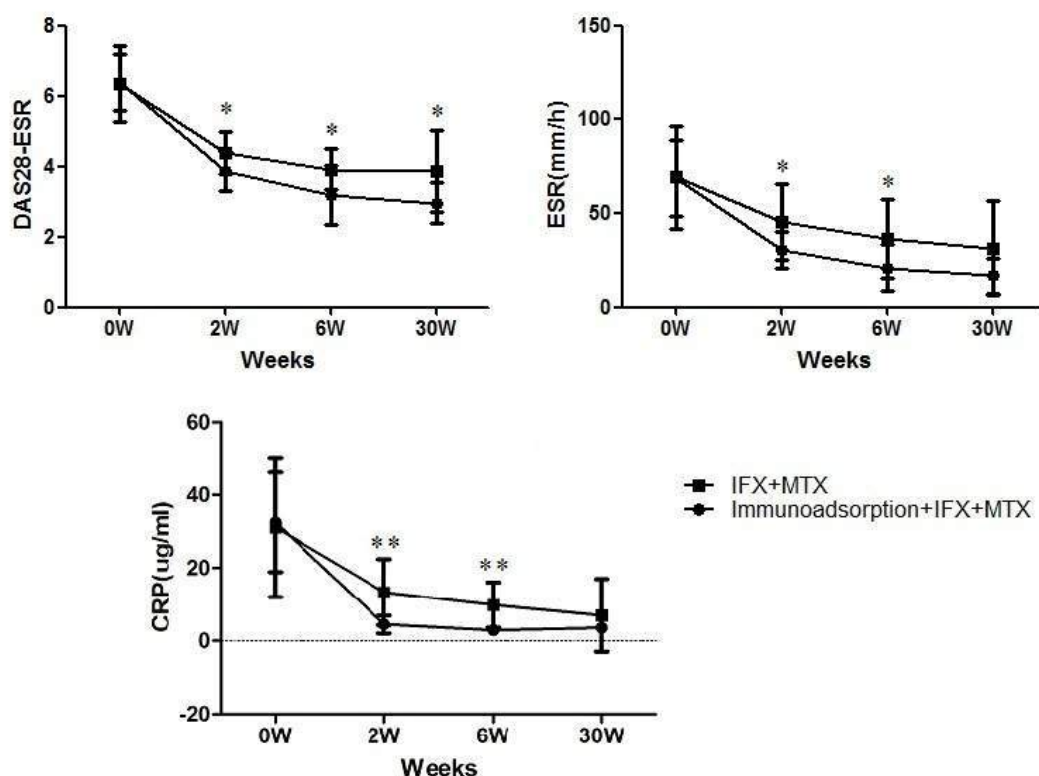 DAS28-ESR
8
6
4
2
0
*
*
*
0W 2W 6W 30W
Weeks
ESR(mm/h)
150
100
50
0
*
*
0W 2W 6W 30W
Weeks
CRP(ug/ml)
60
40
20
0
-20
**
**
0W 2W 6W 30W
Weeks
IFX+MTX
Immunoadsorption+IFX+MTX